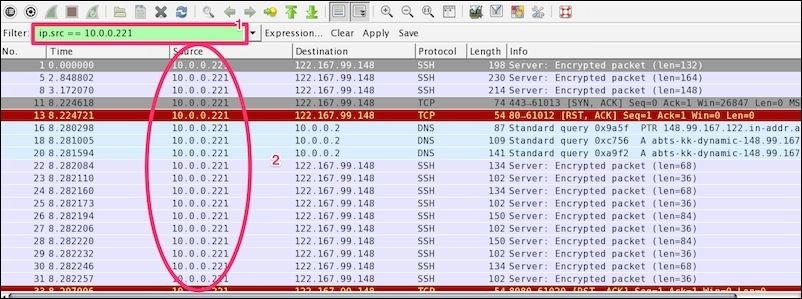 1
Filter: ip.src == 10.0.0.221 Expression... Clear Apply Save
No. Time Source Destination Protocol Length Info
1 0.000000 10.0.0.221 122.167.99.148 SSH 198 Server: Encrypted packet (len=132)
5 2.848802 10.0.0.221 122.167.99.148 SSH 230 Server: Encrypted packet (len=164)
8 3.172070 10.0.0.221 122.167.99.148 SSH 214 Server: Encrypted packet (len=148)
11 8.224618 10.0.0.221 122.167.99.148 TCP 74 443→61013 [SYN, ACK] Seq=0 Ack=1 Win=26847 Len=0 MS
13 8.224721 10.0.0.221 122.167.99.148 TCP 54 80→61012 [RST, ACK] Seq=1 Ack=1 Win=0 Len=0
16 8.280298 10.0.0.221 10.0.0.2 DNS 87 Standard query 0x9a5f PTR 148.99.167.122.in-addr.a
18 8.281005 10.0.0.221 10.0.0.2 DNS 109 Standard query 0xc756 A abts-kk-dynamic-148.99.167
20 8.281594 10.0.0.221 10.0.0.2 DNS 141 Standard query 0xa9f2 A abts-kk-dynamic-148.99.167
22 8.282084 10.0.0.221 122.167.99.148 SSH 134 Server: Encrypted packet (len=68)
23 8.282110 10.0.0.221 122.167.99.148 SSH 102 Server: Encrypted packet (len=36)
24 8.282160 10.0.0.221 122.167.99.148 SSH 134 Server: Encrypted packet (len=68)
25 8.282173 10.0.0.221 122.167.99.148 SSH 102 Server: Encrypted packet (len=36)
26 8.282194 10.0.0.221 122.167.99.148 SSH 150 Server: Encrypted packet (len=84)
27 8.282206 10.0.0.221 122.167.99.148 SSH 102 Server: Encrypted packet (len=36)
28 8.282220 10.0.0.221 122.167.99.148 SSH 150 Server: Encrypted packet (len=84)
29 8.282232 10.0.0.221 122.167.99.148 SSH 102 Server: Encrypted packet (len=36)
30 8.282246 10.0.0.221 122.167.99.148 SSH 134 Server: Encrypted packet (len=68)
31 8.282257 10.0.0.221 122.167.99.148 SSH 102 Server: Encrypted packet (len=36)
2